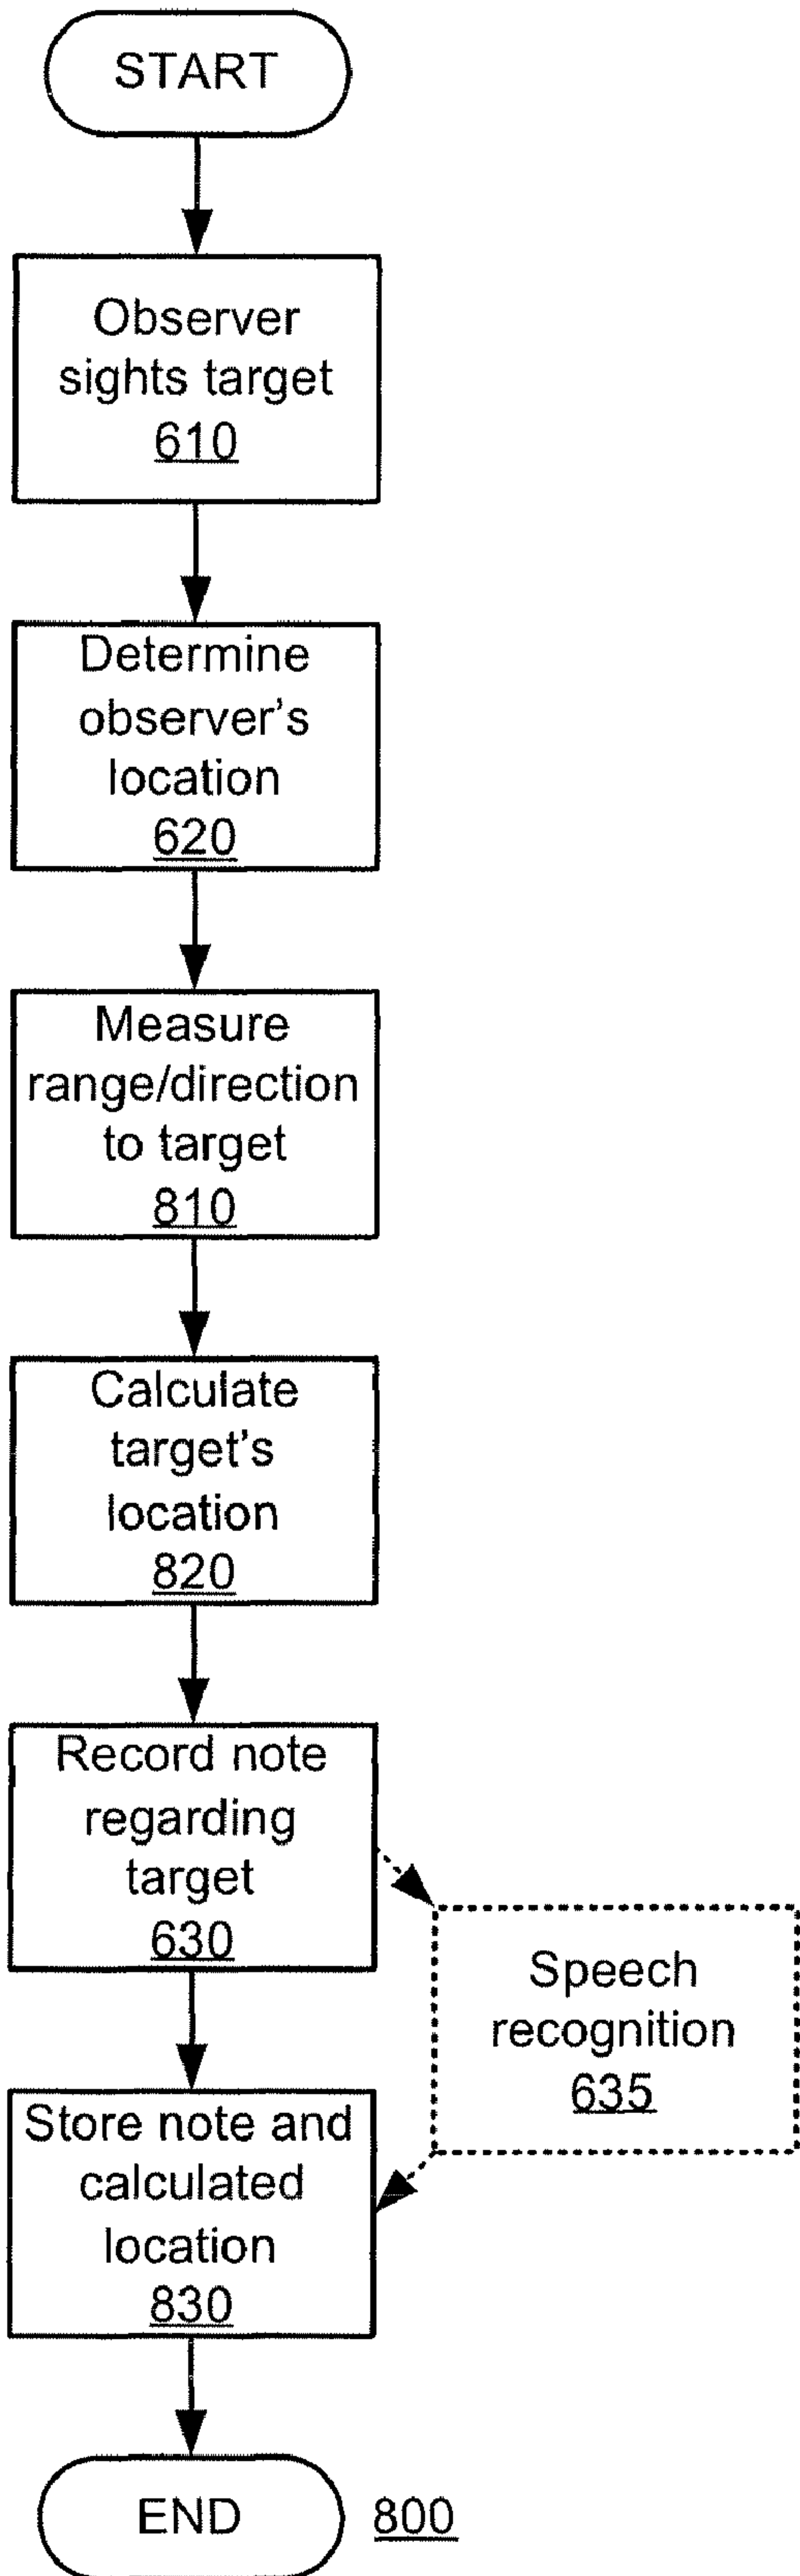 START
Observer
sights target
610
Determine
observer's
location
620
Measure
range/direction
to target
810
Calculate
target's
location
820
Record note
regarding
target
630
Speech
recognition
635
Store note and
calculated
location
830
END
800